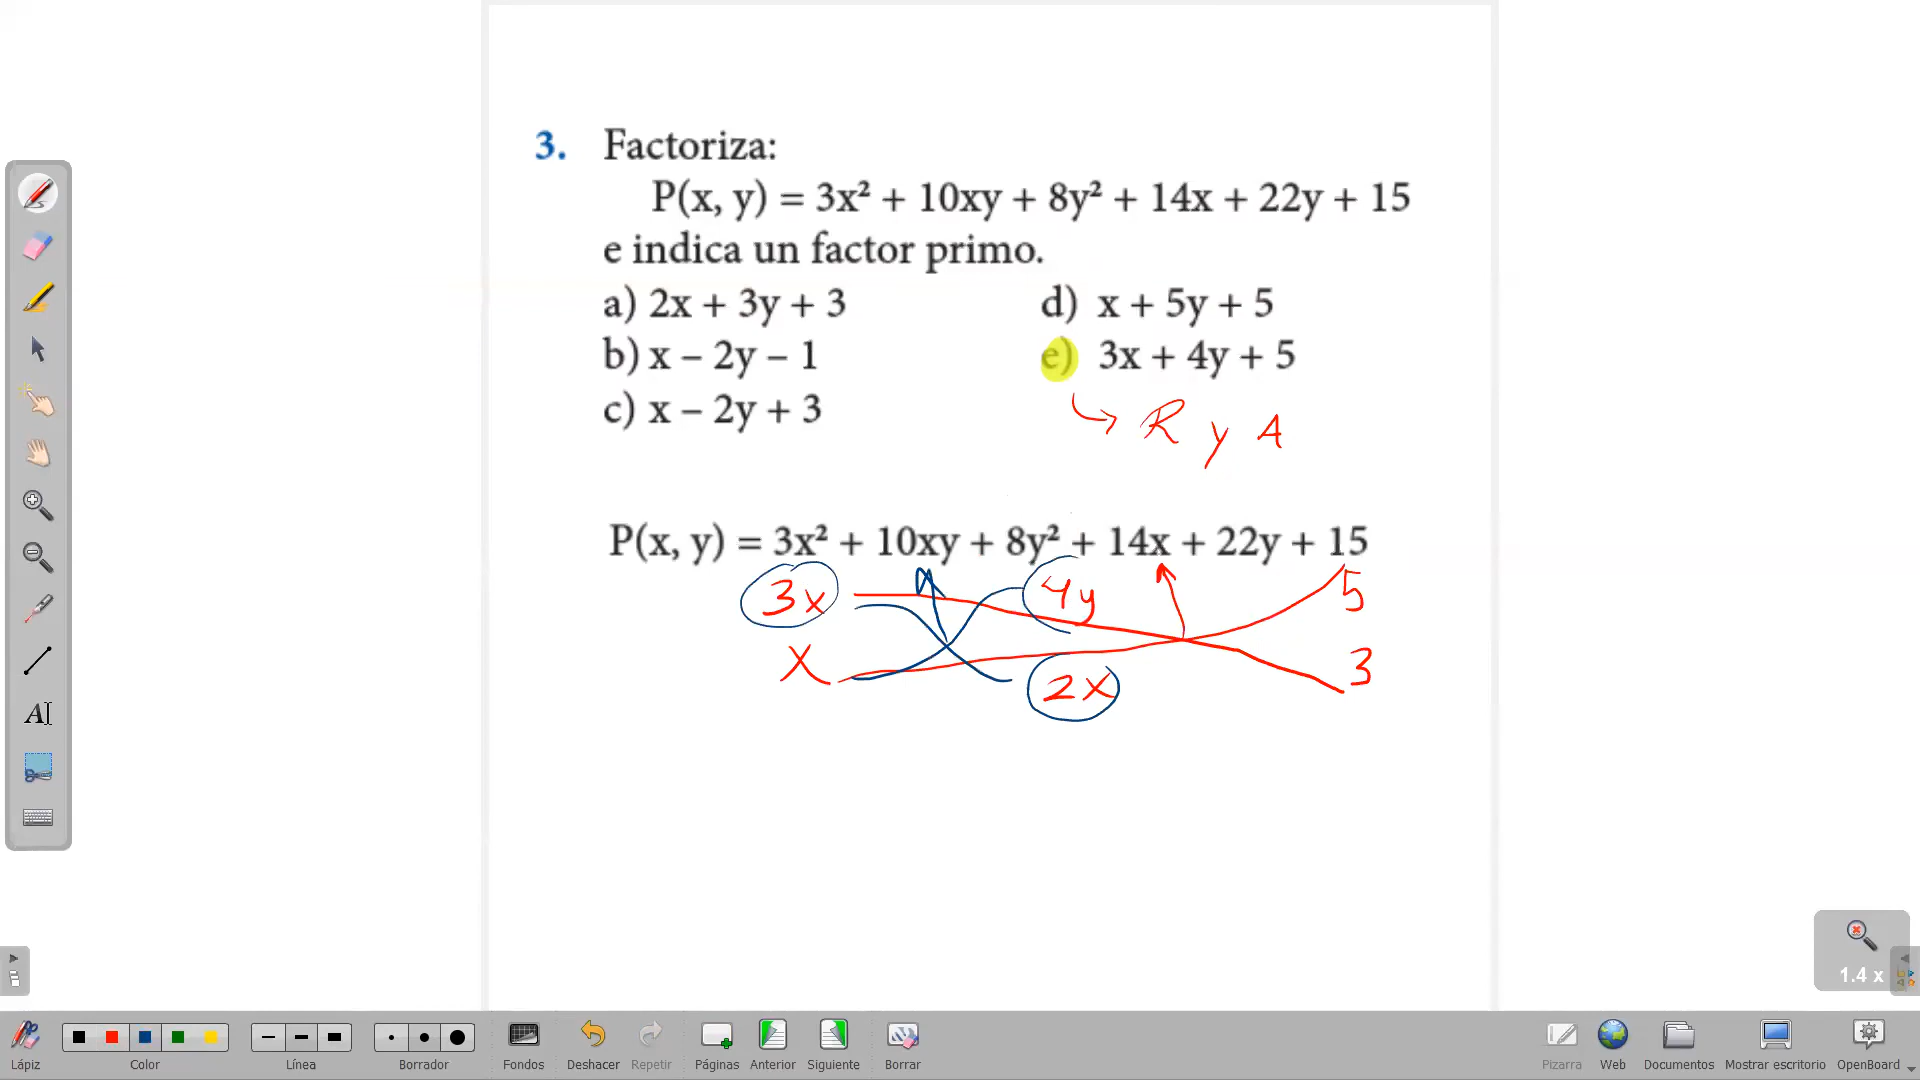 3. Factoriza:
P(x, y) = 3x² + 10xy + 8y² + 14x + 22y + 15
e indica un factor primo.
a) 2x + 3y + 3
d) x + 5y + 5
b) x – 2y – 1
e) 3x + 4y + 5
c) x – 2y + 3
R y A
P(x, y) = 3x² + 10xy + 8y² + 14x + 22y + 15
3x 4y 5
x 2x 3
1.4 x
Lápiz
Color
Línea
Borrador
Fondos
Deshacer
Repetir
Páginas
Anterior
Siguiente
Borrar
Pizarra
Web
Documentos
Mostrar escritorio
OpenBoard